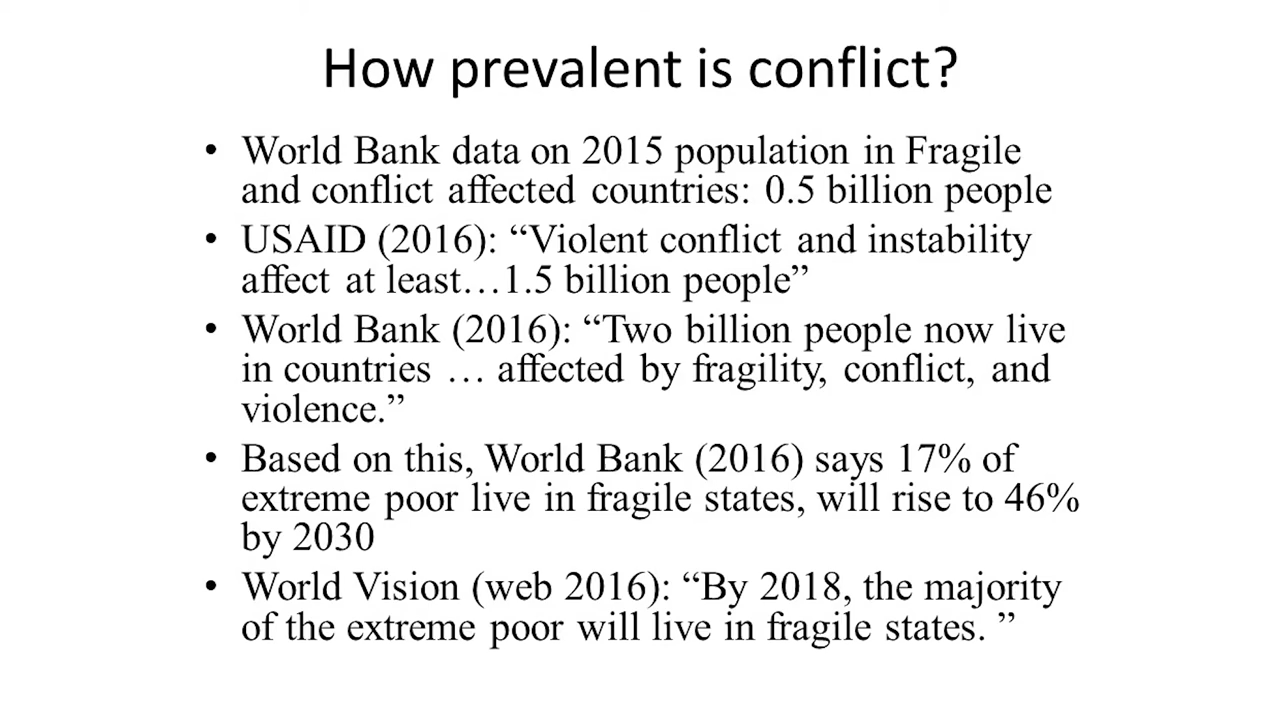 How prevalent is conflict?
• World Bank data on 2015 population in Fragile
and conflict affected countries: 0.5 billion people
• USAID (2016): “Violent conflict and instability
affect at least…1.5 billion people”
• World Bank (2016): “Two billion people now live
in countries … affected by fragility, conflict, and
violence.”
• Based on this, World Bank (2016) says 17% of
extreme poor live in fragile states, will rise to 46%
by 2030
• World Vision (web 2016): “By 2018, the majority
of the extreme poor will live in fragile states. ”